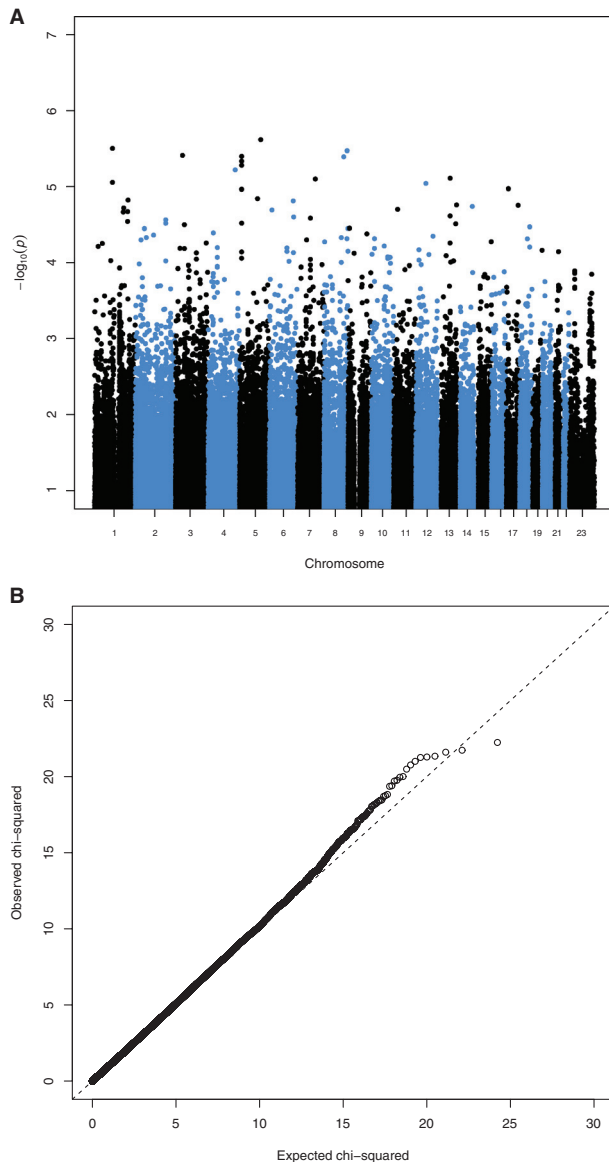 A
7
6
5
4
3
2
1
−log10(p)
1 2 3 4 5 6 7 8 9 10 11 12 13 14 15 17 19 21 23
Chromosome
B
30
25
20
15
10
5
0
Observed chi−squared
0 5 10 15 20 25 30
Expected chi−squared